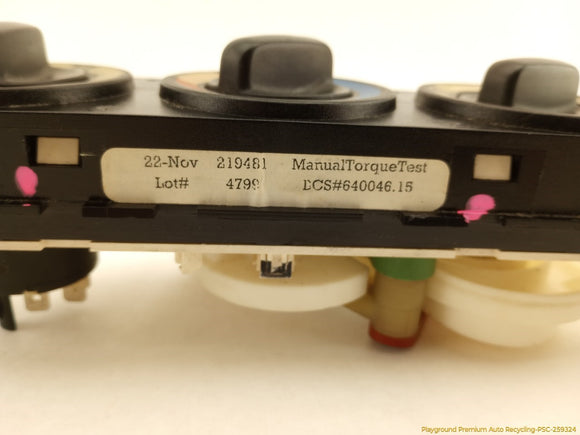 22-Nov 219481 ManualTorqueTest
Lot# 4799 DCS#640046.15
Playground Premium Auto Recycling-PSC-259324